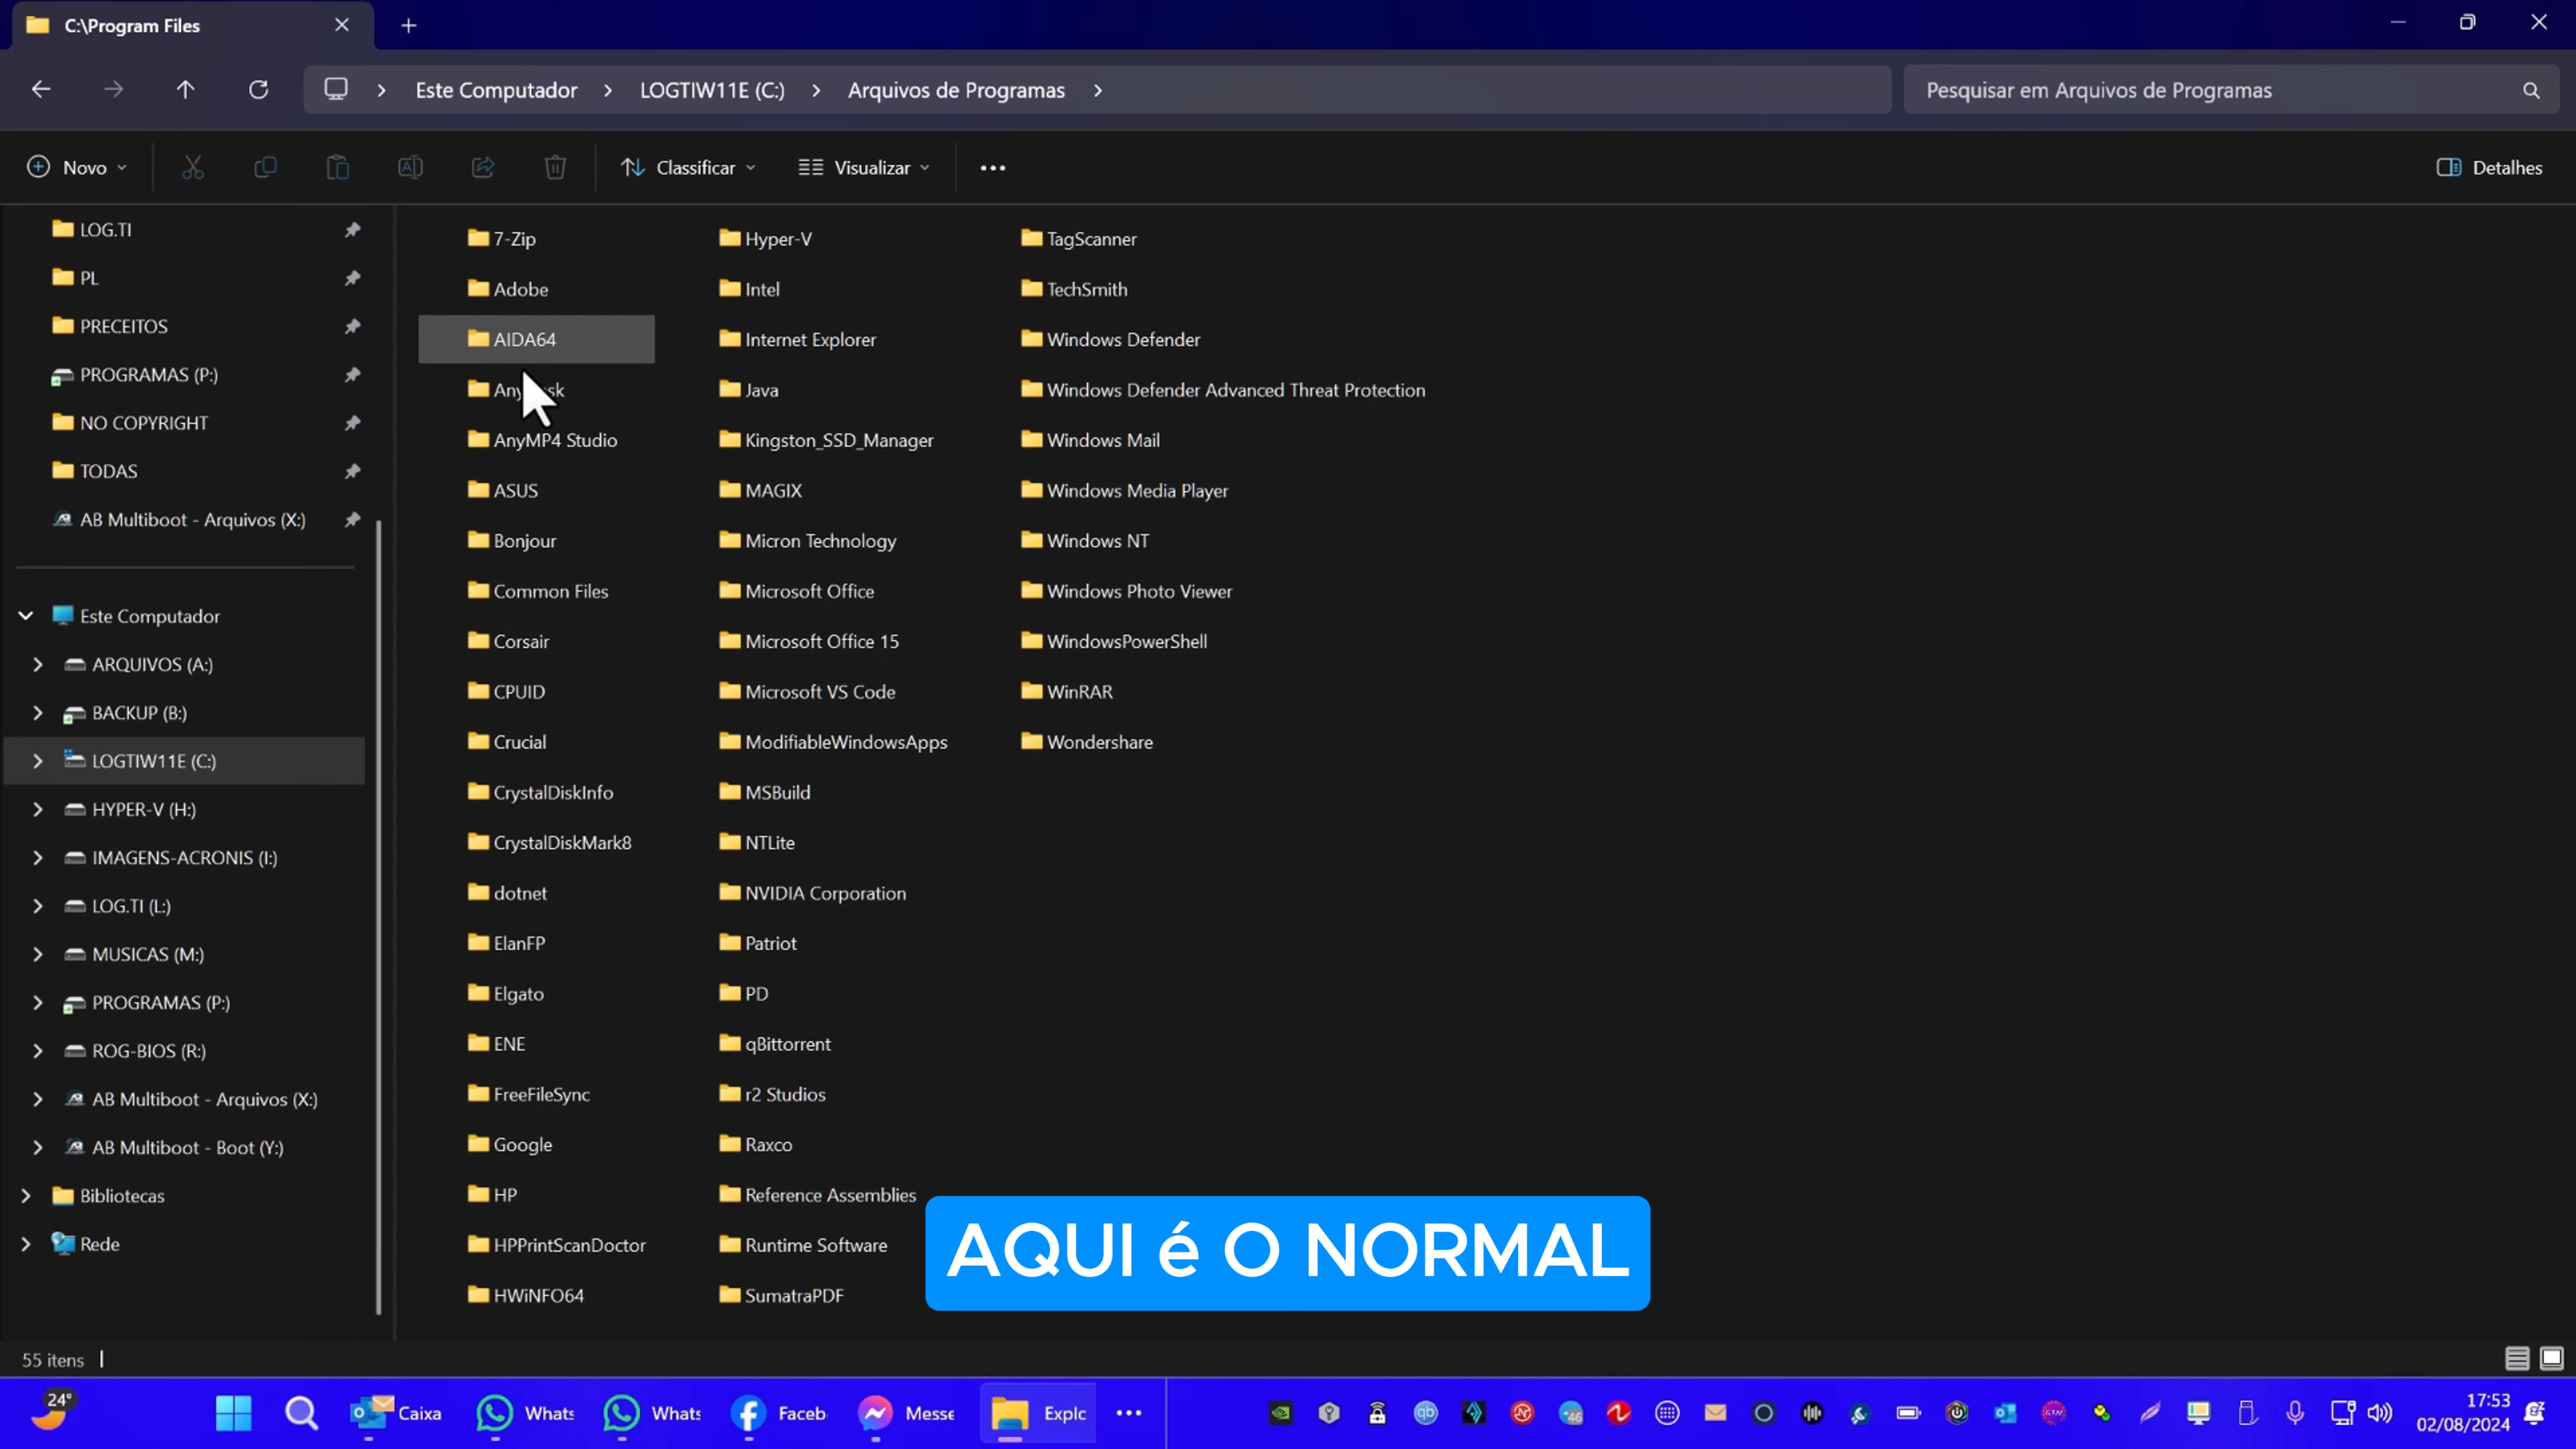 C:\Program Files
Este Computador
LOGTIW11E (C:)
Arquivos de Programas
Pesquisar em Arquivos de Programas
Novo
Classificar
Visualizar
Detalhes
LOG.TI
PL
PRECEITOS
PROGRAMAS (P:)
NO COPYRIGHT
TODAS
AB Multiboot - Arquivos (X:)
Este Computador
ARQUIVOS (A:)
BACKUP (B:)
LOGTIW11E (C:)
HYPER-V (H:)
IMAGENS-ACRONIS (I:)
LOG.TI (L:)
MUSICAS (M:)
PROGRAMAS (P:)
ROG-BIOS (R:)
AB Multiboot - Arquivos (X:)
AB Multiboot - Boot (Y:)
Bibliotecas
Rede
7-Zip
Adobe
AIDA64
AnyMP4 Studio
ASUS
Bonjour
Common Files
Corsair
CPUID
Crucial
CrystalDiskInfo
CrystalDiskMark8
dotnet
ElanFP
Elgato
ENE
FreeFileSync
Google
HP
HPPrintScanDoctor
HWiNFO64
Hyper-V
Intel
Internet Explorer
Java
Kingston_SSD_Manager
MAGIX
Micron Technology
Microsoft Office
Microsoft Office 15
Microsoft VS Code
ModifiableWindowsApps
MSBuild
NTLite
NVIDIA Corporation
Patriot
PD
qBittorrent
r2 Studios
Raxco
Reference Assemblies
Runtime Software
SumatraPDF
TagScanner
TechSmith
Windows Defender
Windows Defender Advanced Threat Protection
Windows Mail
Windows Media Player
Windows NT
Windows Photo Viewer
WindowsPowerShell
WinRAR
Wondershare
AQUI é O NORMAL
55 itens
24°
Caixa
Whats
Whats
Faceb
Messe
Explc
46
17:53
02/08/2024